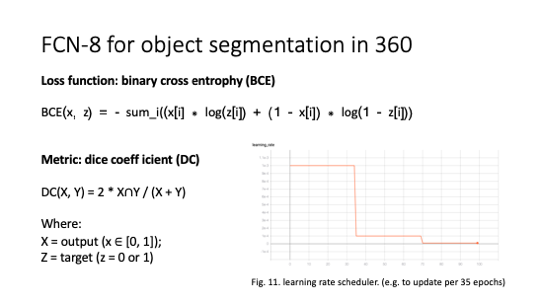 FCN-8 for object segmentation in 360
Loss function: binary cross entrophy (BCE)
BCE(x, z) = - sum_i((x[i] * log(z[i]) + (1 - x[i]) * log(1 - z[i]))
Metric: dice coeff icient (DC)
learning_rate
DC(X, Y) = 2 * X∩Y / (X + Y)
Where:
X = output (x ∈ [0, 1]);
Z = target (z = 0 or 1)
Fig. 11. learning rate scheduler. (e.g. to update per 35 epochs)